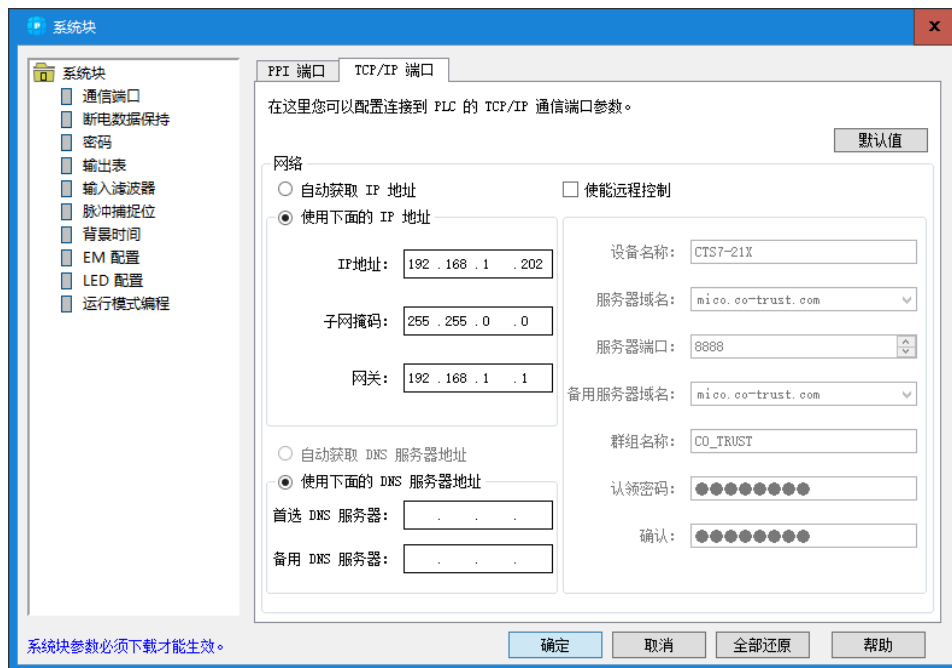 系统块
x
系统块
通信端口
断电数据保持
密码
输出表
输入滤波器
脉冲捕捉位
背景时间
EM 配置
LED 配置
运行模式编程
PPI 端口
TCP/IP 端口
在这里您可以配置连接到 PLC 的 TCP/IP 通信端口参数。
默认值
网络
自动获取 IP 地址
使用下面的 IP 地址
IP地址: 192 . 168 . 1 . 202
子网掩码: 255 . 255 . 0 . 0
网关: 192 . 168 . 1 . 1
自动获取 DNS 服务器地址
使用下面的 DNS 服务器地址
首选 DNS 服务器: . . .
备用 DNS 服务器: . . .
使能远程控制
设备名称: CTS7-21X
服务器域名: mico.co-trust.com
服务器端口: 8888
备用服务器域名: mico.co-trust.com
群组名称: CO_TRUST
认领密码: ●●●●●●●●
确认: ●●●●●●●●
系统块参数必须下载才能生效。
确定
取消
全部还原
帮助